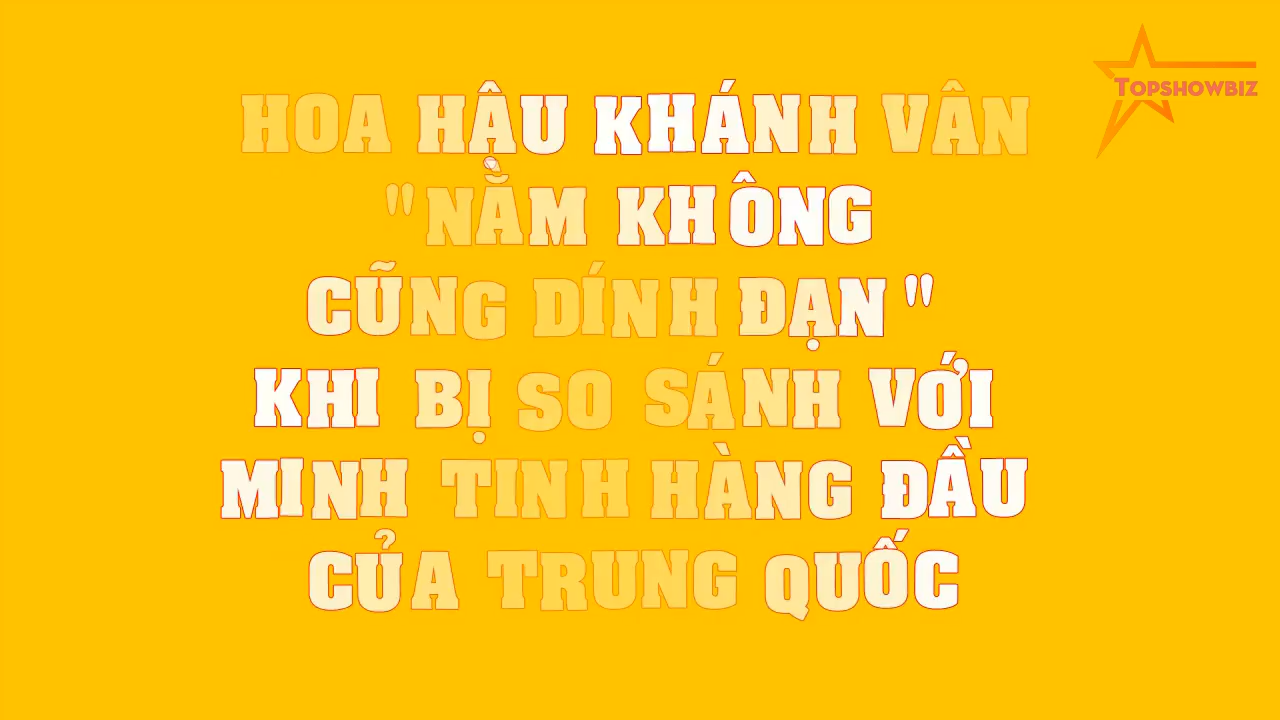 TOPSHOWBIZ
HOA HẬU KHÁNH VÂN
"NẰM KHÔNG
CŨNG DÍNH ĐẠN"
KHI BỊ SO SÁNH VỚI
MINH TINH HÀNG ĐẦU
CỦA TRUNG QUỐC